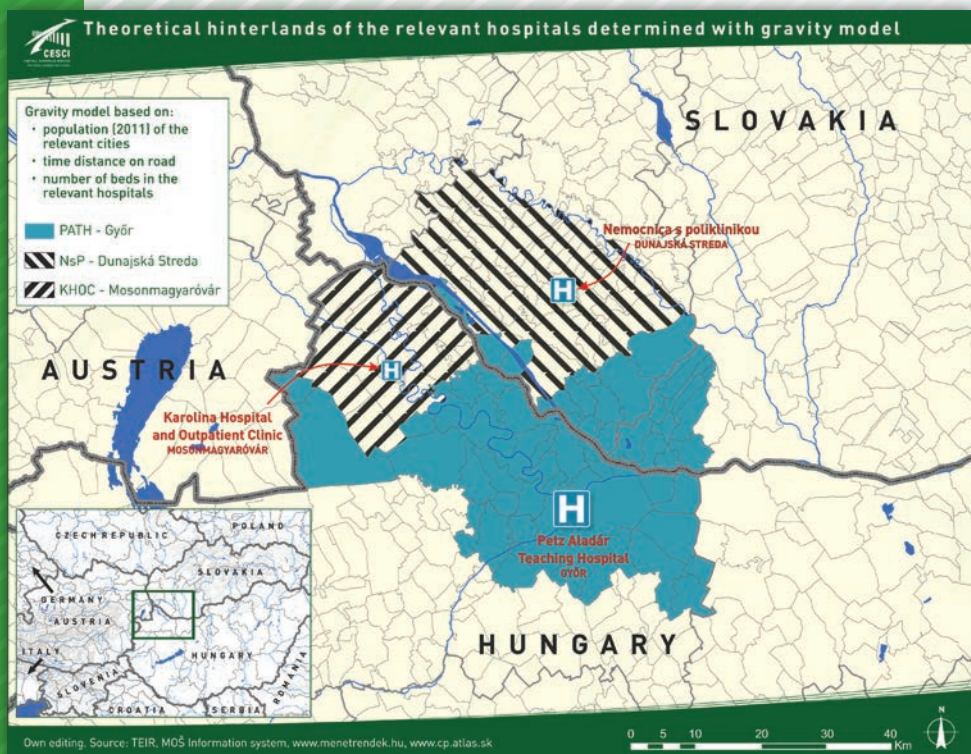 CESCI
Theoretical hinterlands of the relevant hospitals determined with gravity model
Gravity model based on:
• population (2011) of the
relevant cities
• time distance on road
• number of beds in the
relevant hospitals
PATH - Győr
NsP - Dunajská Streda
KHOC - Mosonmagyaróvár
SLOVAKIA
Nemocnica s poliklinikou
DUNAJSKÁ STREDA
H
H
AUSTRIA
Karolina Hospital
and Outpatient Clinic
MOSONMAGYARÓVÁR
H
Petz Aladár
Teaching Hospital
GYŐR
HUNGARY
CZECH REPUBLIC
POLAND
SLOVAKIA
GERMANY
AUSTRIA
ITALY
HUNGARY
SLOVENIA
ROMANIA
CROATIA
SERBIA
Own editing. Source: TEIR, MOŠ Information system, www.menetrendek.hu, www.cp.atlas.sk
0 5 10 20 30 40
Km
N